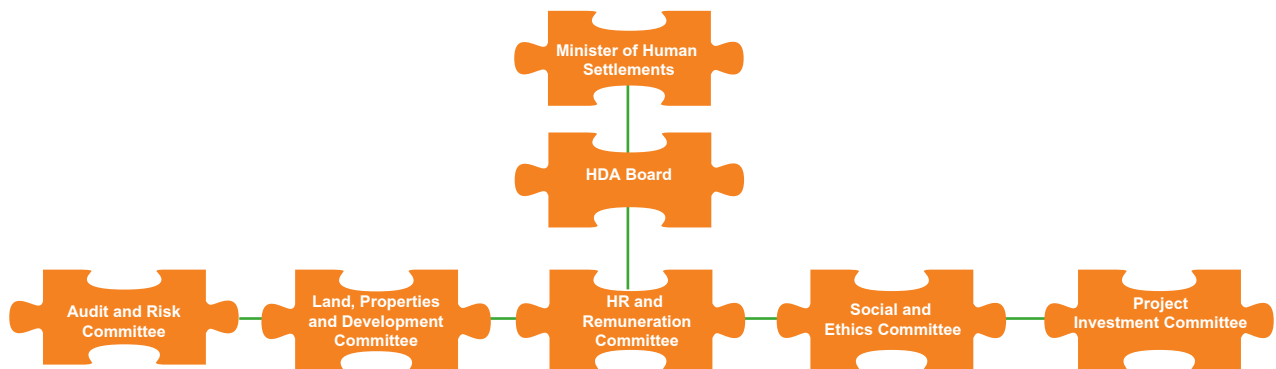 Minister of Human
Settlements
HDA Board
Audit and Risk
Committee
Land, Properties
and Development
Committee
HR and
Remuneration
Committee
Social and
Ethics Committee
Project
Investment Committee